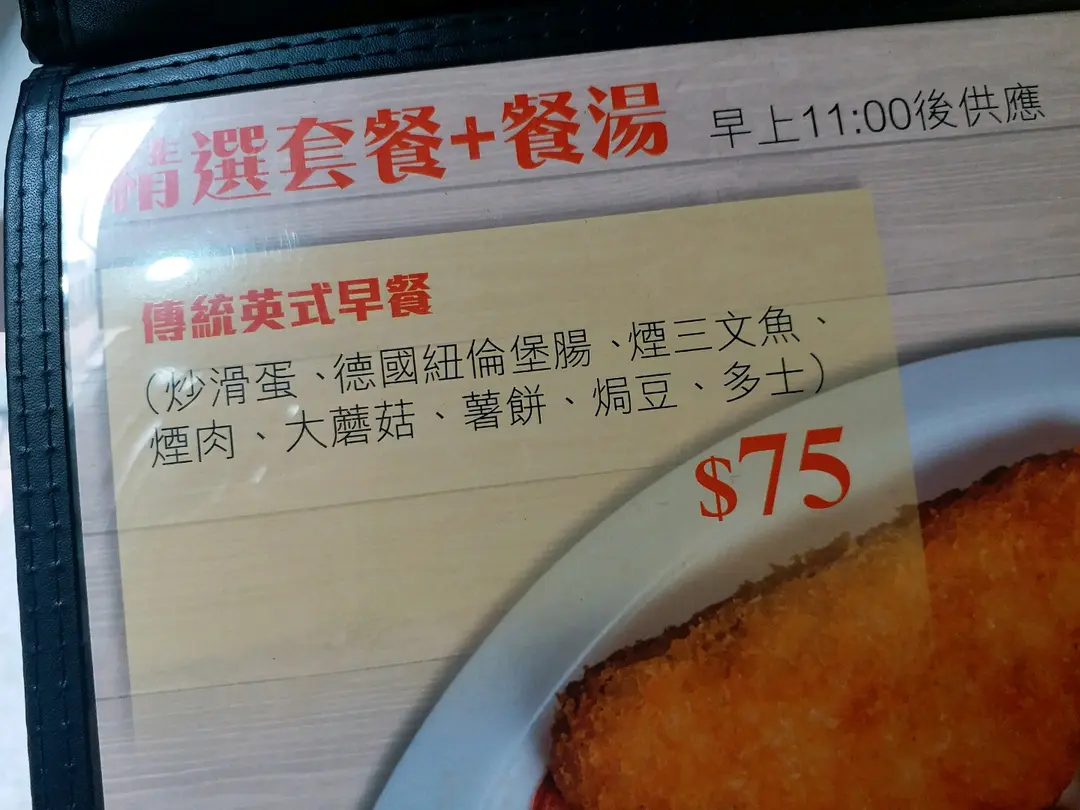 精選套餐+餐湯 早上11:00後供應
傳統英式早餐
(炒滑蛋、德國紐倫堡腸、煙三文魚、
煙肉、大蘑菇、薯餅、焗豆、多士)
$75